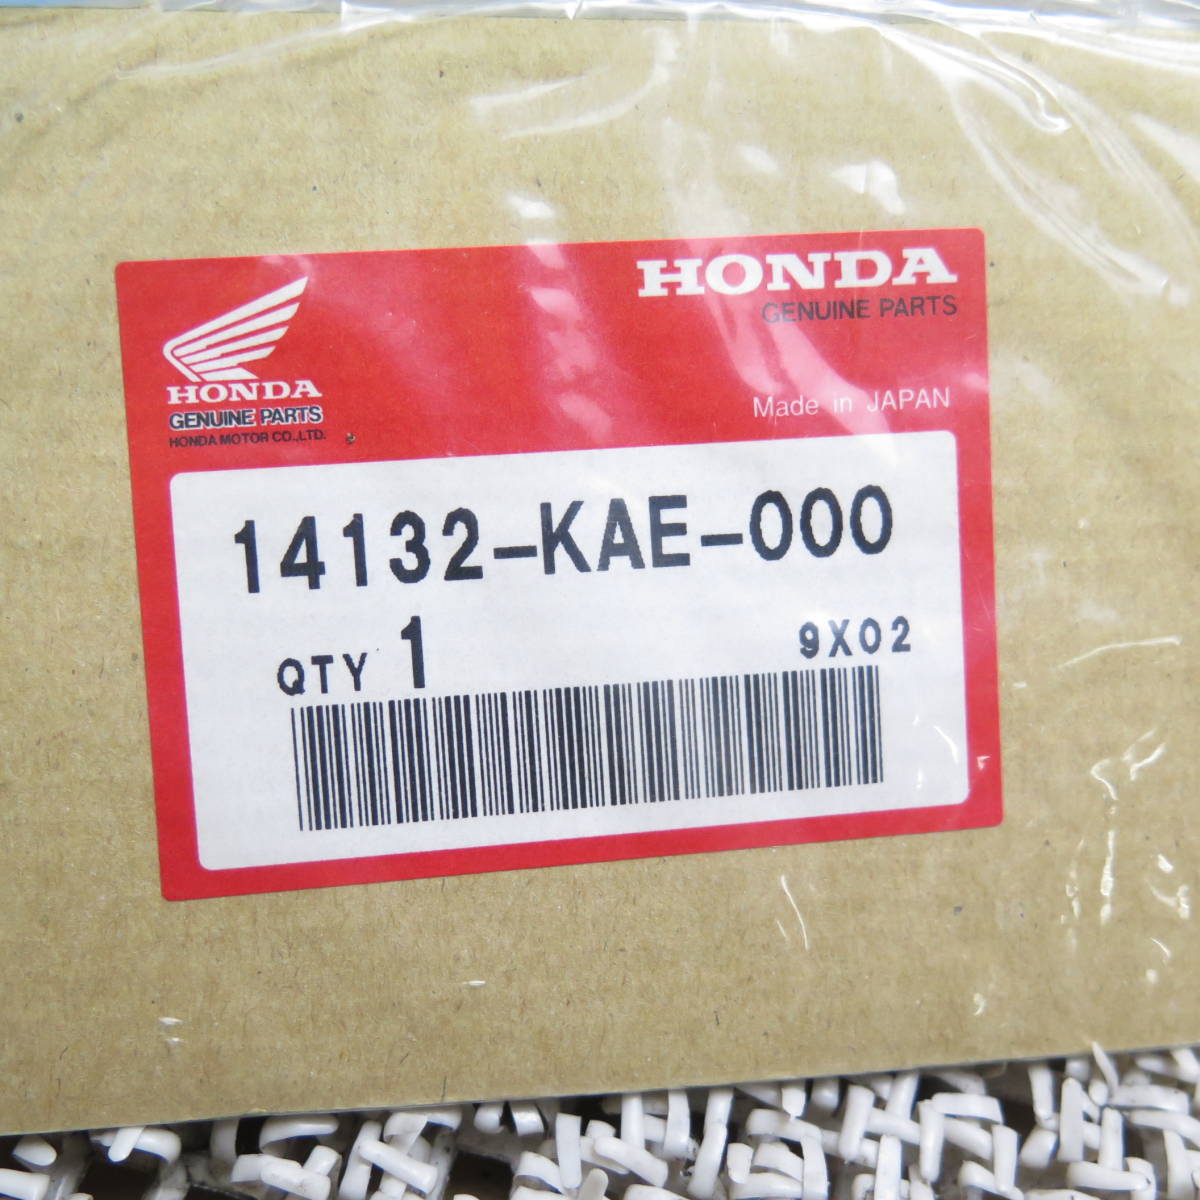 HONDA
GENUINE PARTS
HONDA
GENUINE PARTS
HONDA MOTOR CO.,LTD.
Made in JAPAN
14132-KAE-000
QTY 1
9X02